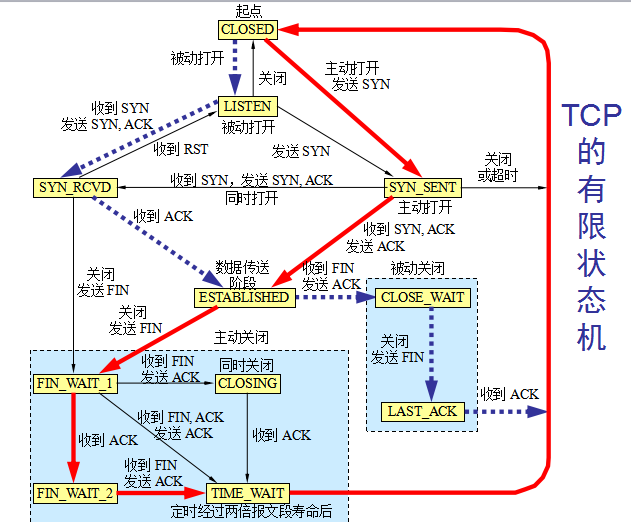 起点
CLOSED
被动打开
主动打开
发送 SYN
关闭
LISTEN
被动打开
收到 SYN
发送 SYN, ACK
收到 RST
发送 SYN
SYN_RCVD
收到 SYN，发送 SYN, ACK
同时打开
SYN_SENT
主动打开
关闭
或超时
收到 ACK
收到 SYN, ACK
发送 ACK
数据传送
阶段
ESTABLISHED
收到 FIN
发送 ACK
被动关闭
CLOSE_WAIT
关闭
发送 FIN
关闭
发送 FIN
关闭
发送 FIN
LAST_ACK
收到 ACK
主动关闭
FIN_WAIT_1
收到 FIN
发送 ACK
同时关闭
CLOSING
收到 ACK
收到 FIN, ACK
发送 ACK
收到 ACK
FIN_WAIT_2
收到 FIN
发送 ACK
TIME_WAIT
定时经过两倍报文段寿命后
TCP
的
有
限
状
态
机